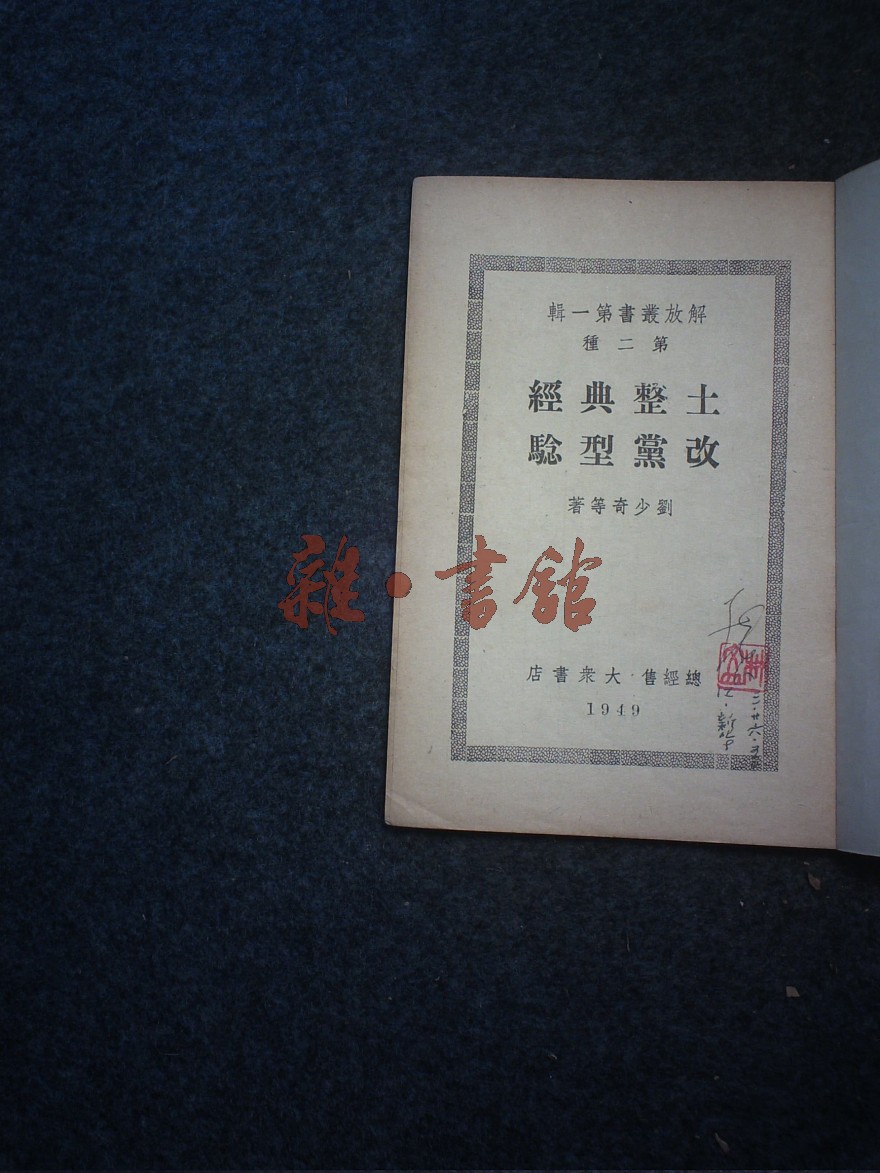 解放叢書第一輯
第二種
土改整黨典型經騐
劉少奇等著
總經售·大衆書店
1949
雜·書館